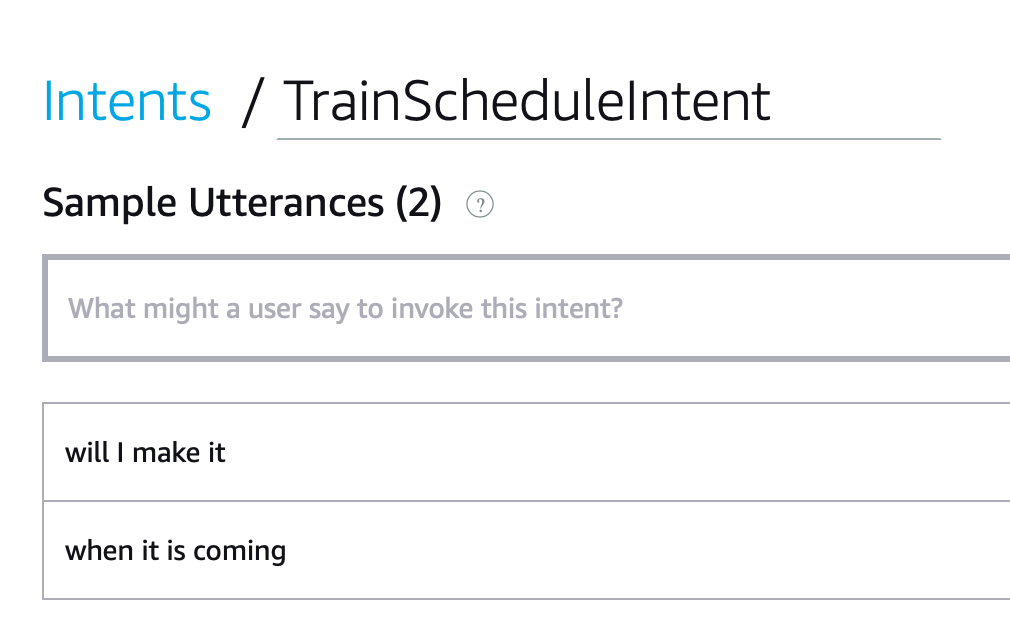 Intents / TrainScheduleIntent
Sample Utterances (2) ?
What might a user say to invoke this intent?
will I make it
when it is coming